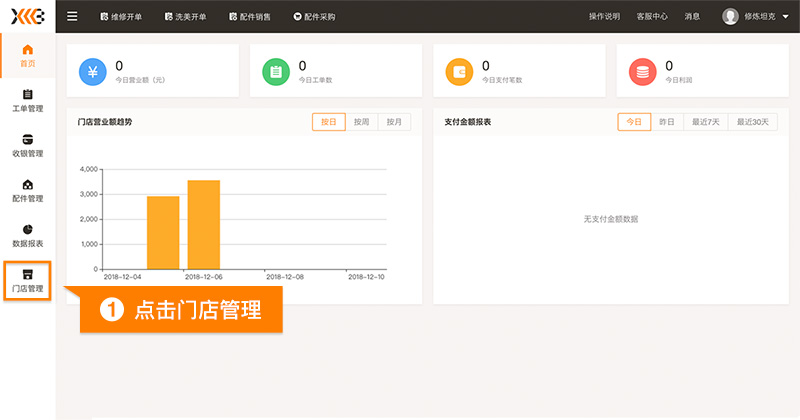 维修开单 洗美开单 配件销售 配件采购 操作说明 客服中心 消息 修炼坦克
首页
工单管理
收银管理
配件管理
数据报表
门店管理
¥ 0
今日营业额（元）
0
今日工单数
0
今日支付笔数
0
今日利润
门店营业额趋势 按日 按周 按月
4,000
3,000
2,000
1,000
0
2018-12-04 2018-12-06 2018-12-08 2018-12-10
支付金额报表 今日 昨日 最近7天 最近30天
无支付金额数据
1 点击门店管理